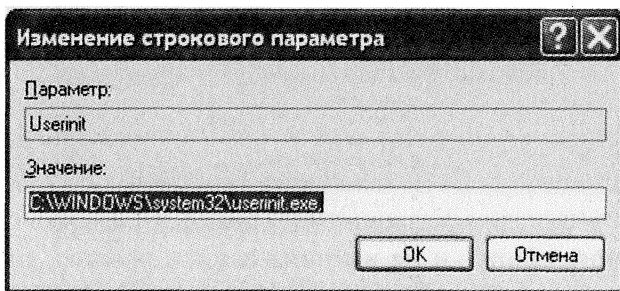 Изменение строкового параметра
Параметр:
Userinit
Значение:
C:\WINDOWS\system32\userinit.exe,
OK
Отмена